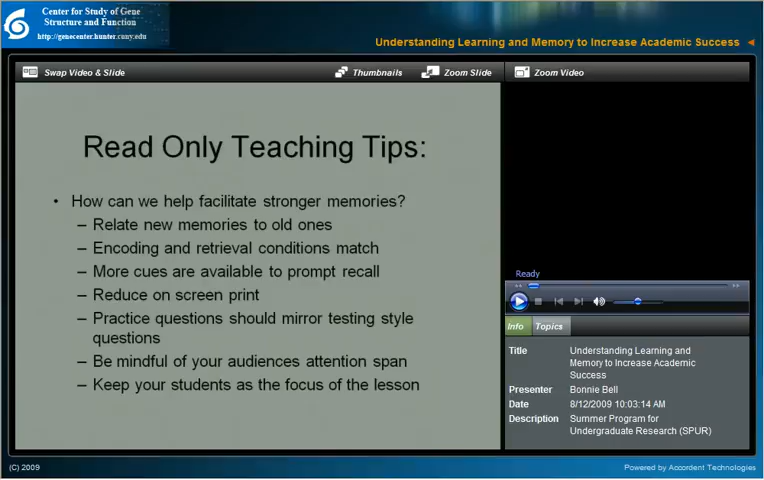 Center for Study of Gene
Structure and Function
http://genecenter.hunter.cuny.edu
Understanding Learning and Memory to Increase Academic Success
Swap Video & Slide
Thumbnails
Zoom Slide
Zoom Video
Read Only Teaching Tips:
• How can we help facilitate stronger memories?
– Relate new memories to old ones
– Encoding and retrieval conditions match
– More cues are available to prompt recall
– Reduce on screen print
– Practice questions should mirror testing style
questions
– Be mindful of your audiences attention span
– Keep your students as the focus of the lesson
Ready
Info
Topics
Title Understanding Learning and
Memory to Increase Academic
Success
Presenter Bonnie Bell
Date 8/12/2009 10:03:14 AM
Description Summer Program for
Undergraduate Research (SPUR)
(C) 2009
Powered by Accordent Technologies